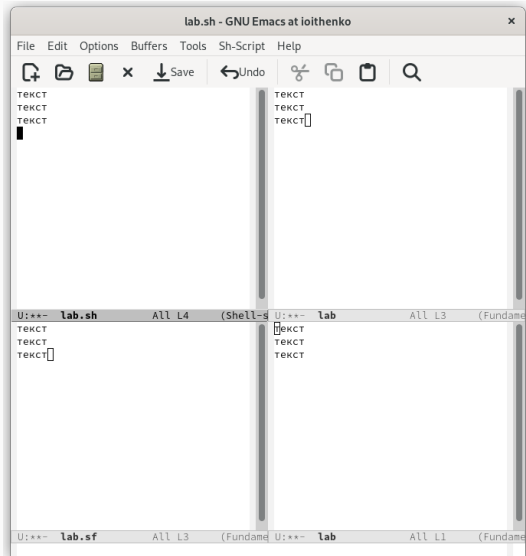 lab.sh - GNU Emacs at ioithenko ×
File Edit Options Buffers Tools Sh-Script Help
Save Undo
текст
текст
текст
U:**- lab.sh All L4 (Shell-s
текст
текст
текст
U:**- lab All L3 (Fundame
текст
текст
текст
U:**- lab.sf All L3 (Fundame
текст
текст
текст
U:**- lab All L1 (Fundame